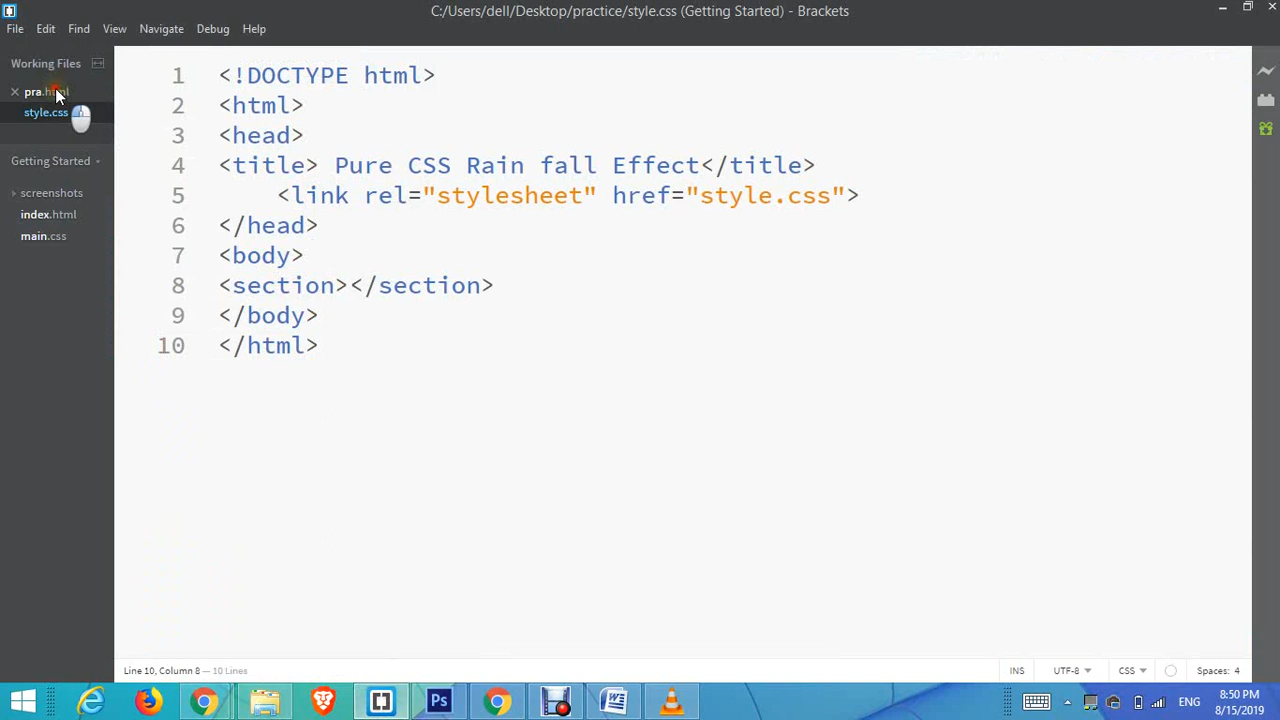 C:/Users/dell/Desktop/practice/style.css (Getting Started) - Brackets
File Edit Find View Navigate Debug Help
Working Files
pra.html
style.css
Getting Started
screenshots
index.html
main.css
1 <!DOCTYPE html>
2 <html>
3 <head>
4 <title> Pure CSS Rain fall Effect</title>
5 <link rel="stylesheet" href="style.css">
6 </head>
7 <body>
8 <section></section>
9 </body>
10 </html>
Line 10, Column 8 — 10 Lines
INS UTF-8 CSS Spaces: 4
Ps
ENG
8:50 PM
8/15/2019